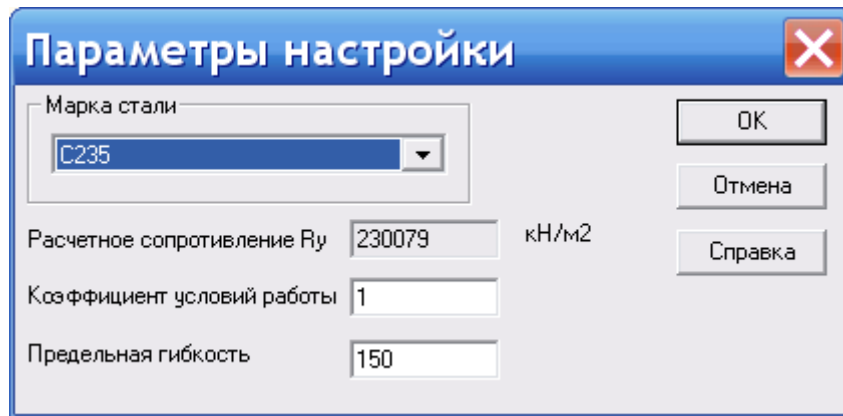 Параметры настройки
Марка стали
C235
OK
Отмена
Расчетное сопротивление Ry 230079 кН/м2
Справка
Коэффициент условий работы 1
Предельная гибкость 150